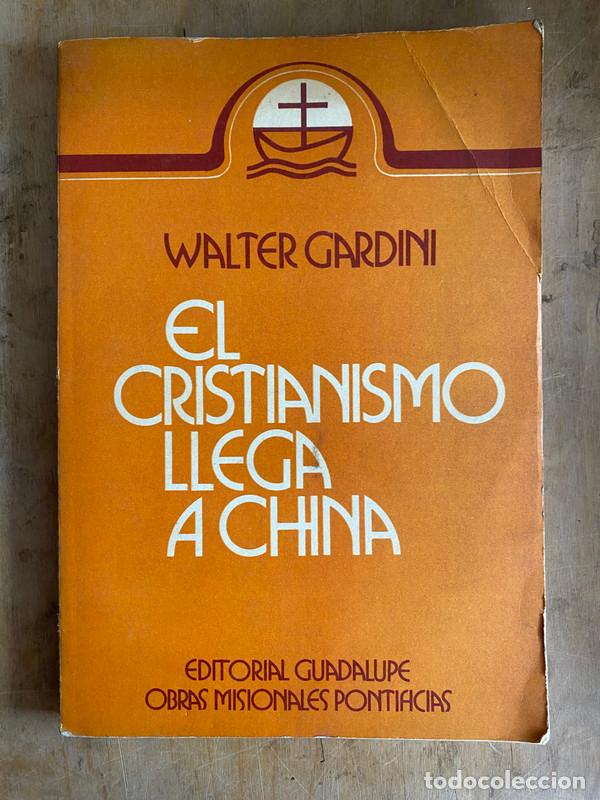 WALTER GARDINI
EL
CRISTIANISMO
LLEGA
A CHINA
EDITORIAL GUADALUPE
OBRAS MISIONALES PONTIFICIAS
todocoleccion